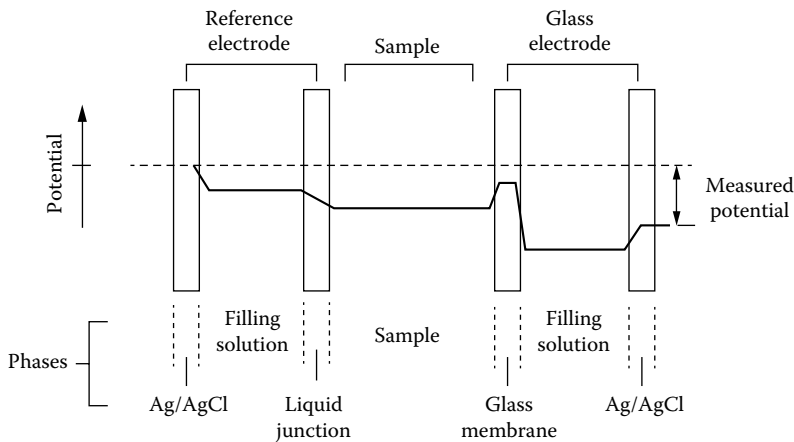 Reference
electrode
Sample
Glass
electrode
Potential
Measured
potential
Phases
Filling
solution
Sample
Filling
solution
Ag/AgCl
Liquid
junction
Glass
membrane
Ag/AgCl